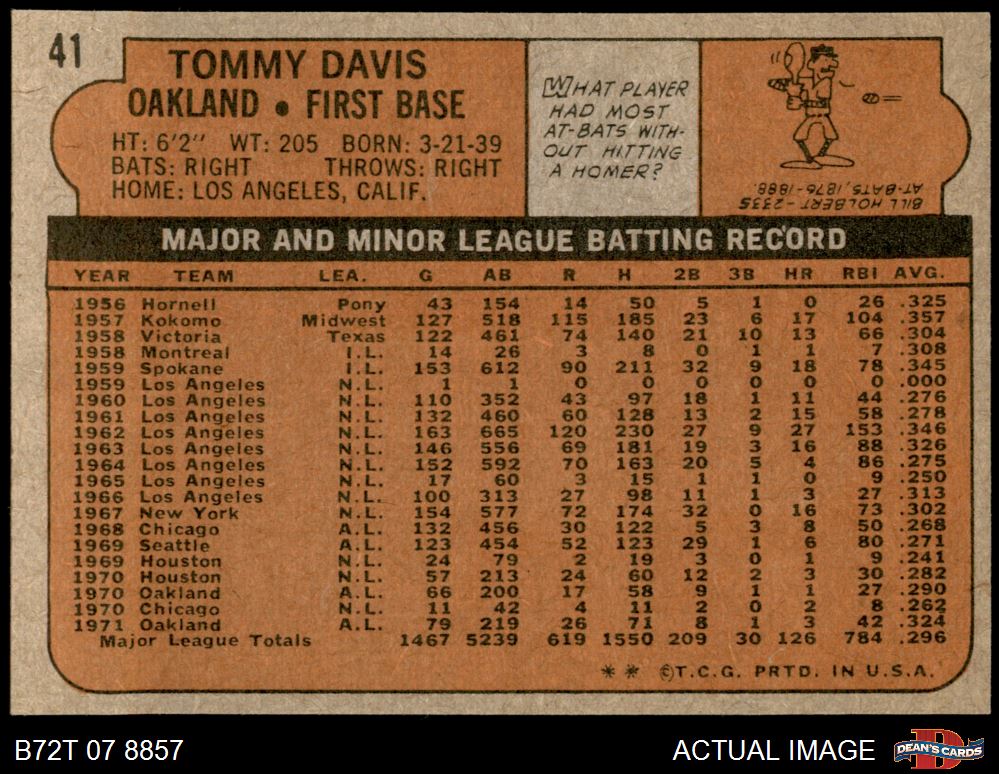 41
TOMMY DAVIS
OAKLAND • FIRST BASE
HT: 6'2" WT: 205 BORN: 3-21-39
BATS: RIGHT THROWS: RIGHT
HOME: LOS ANGELES, CALIF.
WHAT PLAYER
HAD MOST
AT-BATS WITH-
OUT HITTING
A HOMER?
BILL HOLBERT-2335
AT-BATS, 1876-1888.
MAJOR AND MINOR LEAGUE BATTING RECORD
YEAR TEAM LEA. G AB R H 2B 3B HR RBI AVG.
1956 Hornell Pony 43 154 14 50 5 1 0 26 .325
1957 Kokomo Midwest 127 518 115 185 23 6 17 104 .357
1958 Victoria Texas 122 461 74 140 21 10 13 66 .304
1958 Montreal I.L. 14 26 3 8 0 1 1 7 .308
1959 Spokane I.L. 153 612 90 211 32 9 18 78 .345
1959 Los Angeles N.L. 1 1 0 0 0 0 0 0 .000
1960 Los Angeles N.L. 110 352 43 97 18 1 11 44 .276
1961 Los Angeles N.L. 132 460 60 128 13 2 15 58 .278
1962 Los Angeles N.L. 163 665 120 230 27 9 27 153 .346
1963 Los Angeles N.L. 146 556 69 181 19 3 16 88 .326
1964 Los Angeles N.L. 152 592 70 163 20 5 4 86 .275
1965 Los Angeles N.L. 17 60 3 15 1 1 0 9 .250
1966 Los Angeles N.L. 100 313 27 98 11 1 3 27 .313
1967 New York N.L. 154 577 72 174 32 0 16 73 .302
1968 Chicago A.L. 132 456 30 122 5 3 8 50 .268
1969 Seattle A.L. 123 454 52 123 29 1 6 80 .271
1969 Houston N.L. 24 79 2 19 3 0 1 9 .241
1970 Houston N.L. 57 213 24 60 12 2 3 30 .282
1970 Oakland A.L. 66 200 17 58 9 1 1 27 .290
1970 Chicago N.L. 11 42 4 11 2 0 2 8 .262
1971 Oakland A.L. 79 219 26 71 8 1 3 42 .324
Major League Totals 1467 5239 619 1550 209 30 126 784 .296
* * ©T.C.G. PRTD. IN U.S.A.
B72T 07 8857
ACTUAL IMAGE
DEAN'S CARDS